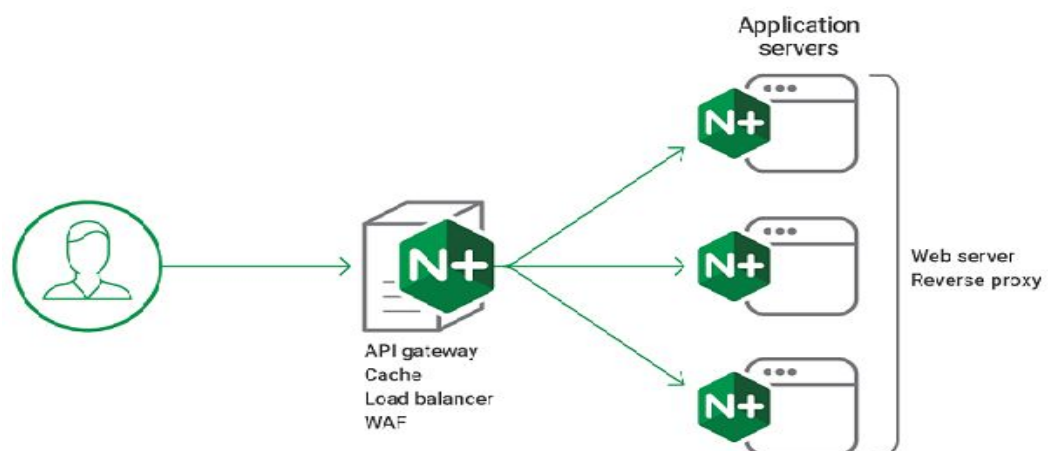 Application
servers
N+
N+
N+
N+
Web server
Reverse proxy
API gateway
Cache
Load balancer
WAF